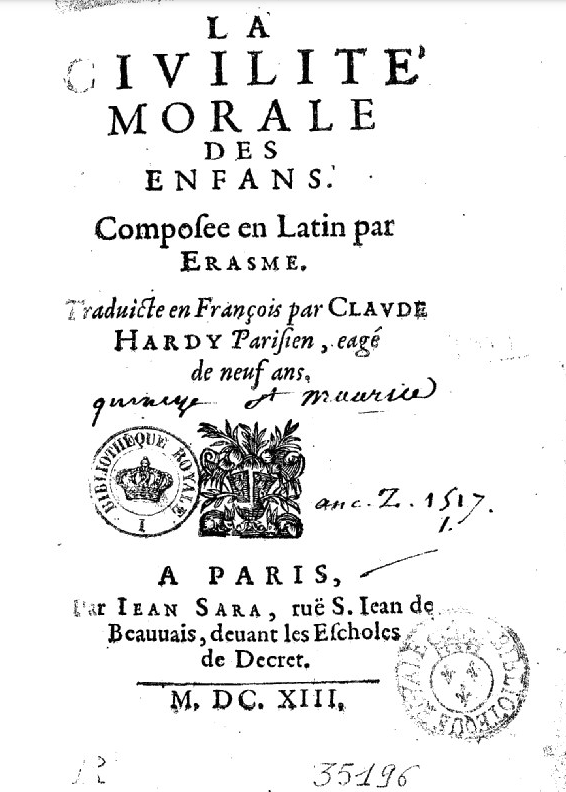 LA
CIVILITE'
MORALE
DES
ENFANS.
Composee en Latin par
ERASME.
Traduicte en François par CLAVDE
HARDY Parisien, eagé
de neuf ans.
BIBLIOTHEQUE ROYALE
I
anc. Z. 1517.
1.
A PARIS,
Par IEAN SARA, ruë S. Iean de
Beauuais, deuant les Escholes
de Decret.
M. DC. XIII.
R
35196